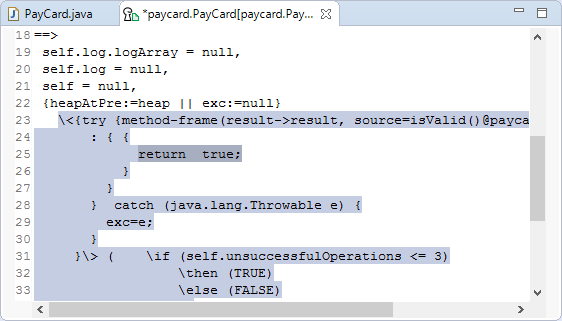 PayCard.java *paycard.PayCard[paycard.Pay...
18 ==>
19 self.log.logArray = null,
20 self.log = null,
21 self = null,
22 {heapAtPre:=heap || exc:=null}
23 \<{try {method-frame(result->result, source=isValid()@payca
24 : { {
25 return true;
26 }
27 }
28 } catch (java.lang.Throwable e) {
29 exc=e;
30 }
31 }\> ( \if (self.unsuccessfulOperations <= 3)
32 \then (TRUE)
33 \else (FALSE)